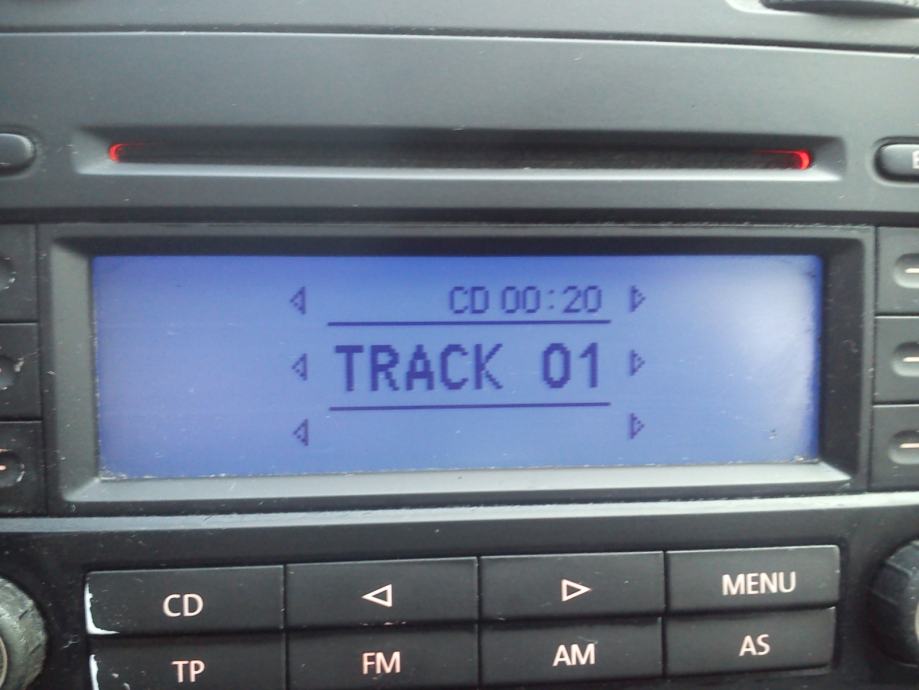 CD 00:20
TRACK 01
CD
MENU
TP
FM
AM
AS